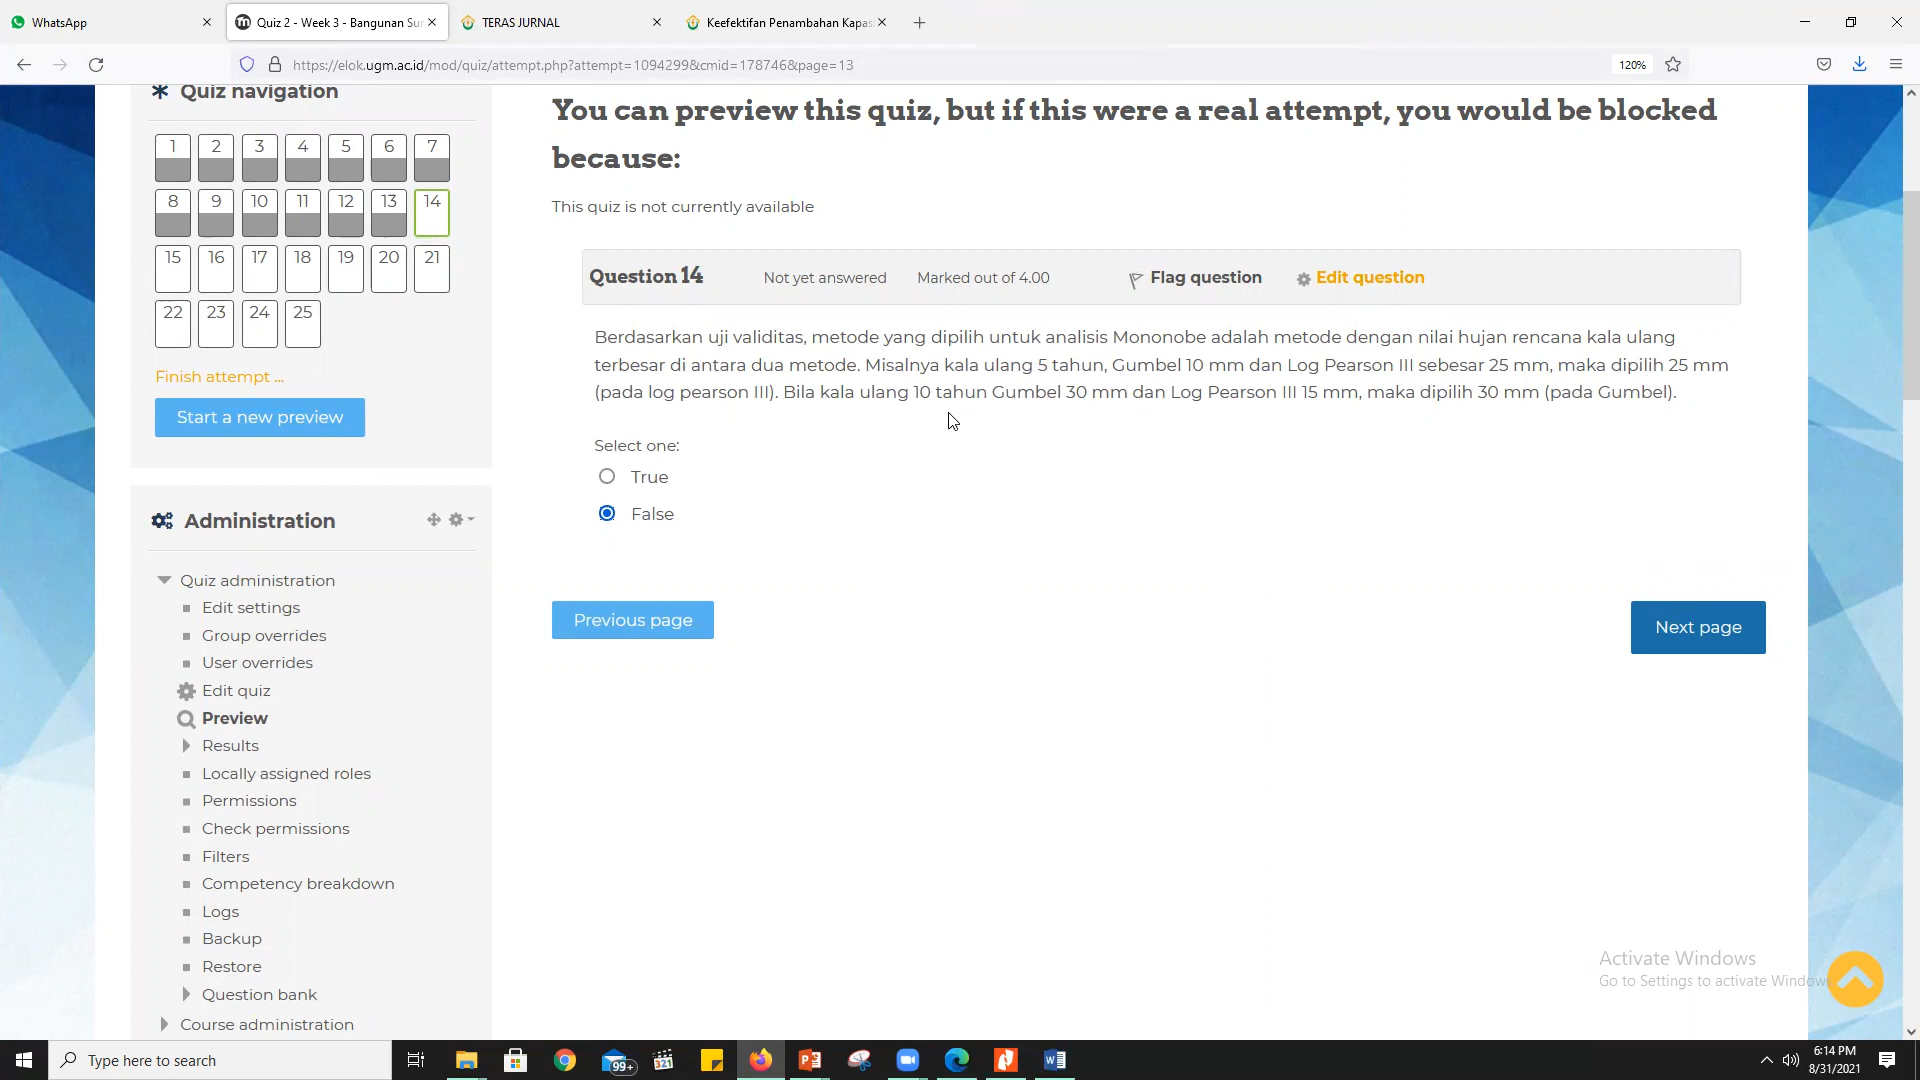 WhatsApp
Quiz 2 - Week 3 - Bangunan Su
TERAS JURNAL
Keefektifan Penambahan Kapas
https://elok.ugm.ac.id/mod/quiz/attempt.php?attempt=1094299&cmid=178746&page=13
120%
Quiz navigation
1 2 3 4 5 6 7
8 9 10 11 12 13 14
15 16 17 18 19 20 21
22 23 24 25
Finish attempt ...
Start a new preview
Administration
Quiz administration
Edit settings
Group overrides
User overrides
Edit quiz
Preview
Results
Locally assigned roles
Permissions
Check permissions
Filters
Competency breakdown
Logs
Backup
Restore
Question bank
Course administration
You can preview this quiz, but if this were a real attempt, you would be blocked
because:
This quiz is not currently available
Question 14 Not yet answered Marked out of 4.00 Flag question Edit question
Berdasarkan uji validitas, metode yang dipilih untuk analisis Mononobe adalah metode dengan nilai hujan rencana kala ulang
terbesar di antara dua metode. Misalnya kala ulang 5 tahun, Gumbel 10 mm dan Log Pearson III sebesar 25 mm, maka dipilih 25 mm
(pada log pearson III). Bila kala ulang 10 tahun Gumbel 30 mm dan Log Pearson III 15 mm, maka dipilih 30 mm (pada Gumbel).
Select one:
True
False
Previous page
Next page
Activate Windows
Go to Settings to activate Windows
Type here to search
99+
321
6:14 PM
8/31/2021